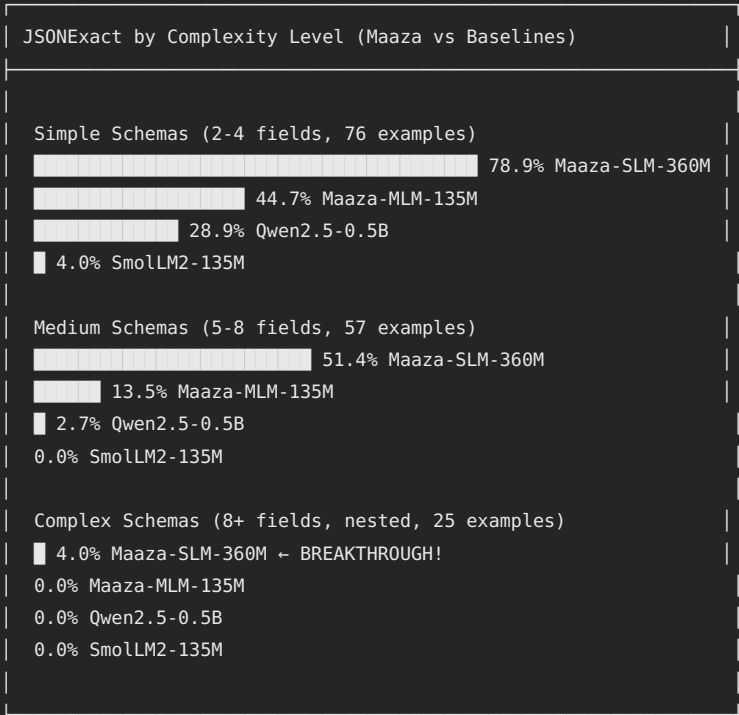 JSONExact by Complexity Level (Maaza vs Baselines)
Simple Schemas (2-4 fields, 76 examples)
78.9% Maaza-SLM-360M
44.7% Maaza-MLM-135M
28.9% Qwen2.5-0.5B
4.0% SmolLM2-135M
Medium Schemas (5-8 fields, 57 examples)
51.4% Maaza-SLM-360M
13.5% Maaza-MLM-135M
2.7% Qwen2.5-0.5B
0.0% SmolLM2-135M
Complex Schemas (8+ fields, nested, 25 examples)
4.0% Maaza-SLM-360M ← BREAKTHROUGH!
0.0% Maaza-MLM-135M
0.0% Qwen2.5-0.5B
0.0% SmolLM2-135M